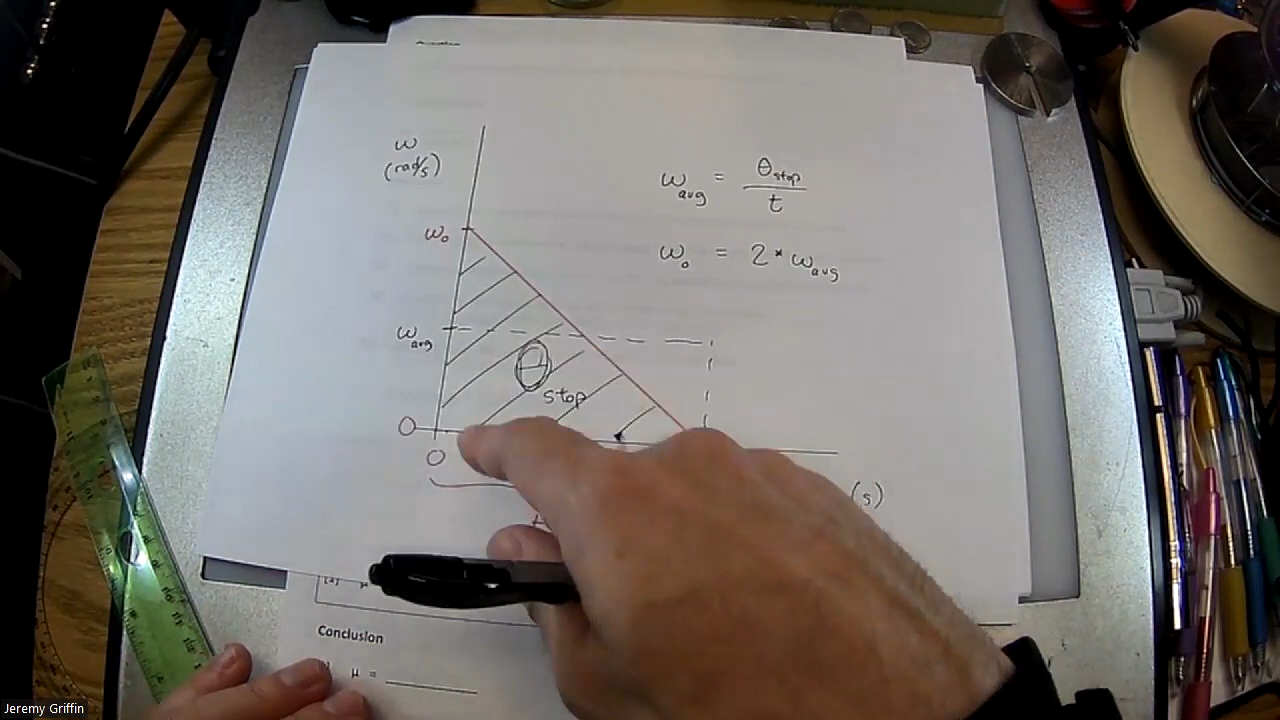 ω
(rad/s)
ω₀
ω_avg
0
0
θ
stop
(s)
ω_avg = θ_stop / t
ω₀ = 2 * ω_avg
Conclusion
μ =
Jeremy Griffin